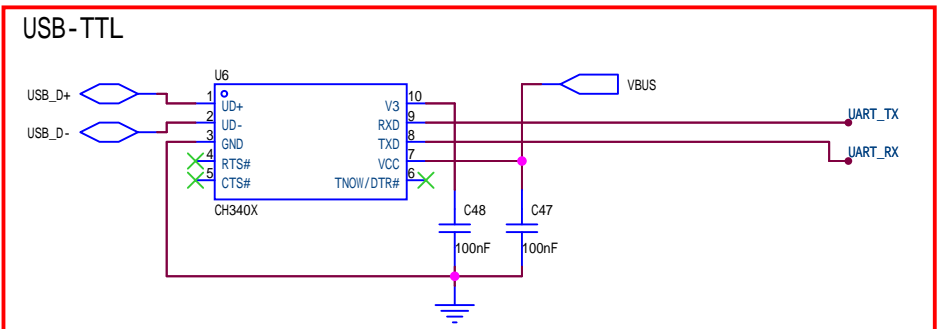 USB-TTL
U6
USB_D+
1
UD+
V3
10
VBUS
USB_D-
2
UD-
RXD
9
UART_TX
3
GND
TXD
8
UART_RX
4
RTS#
VCC
7
5
CTS#
TNOW/DTR#
6
CH340X
C48
100nF
C47
100nF